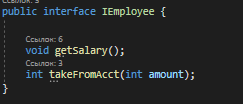 public interface IEmployee {
Ссылок: 6
void getSalary();
Ссылок: 3
int takeFromAcct(int amount);
}